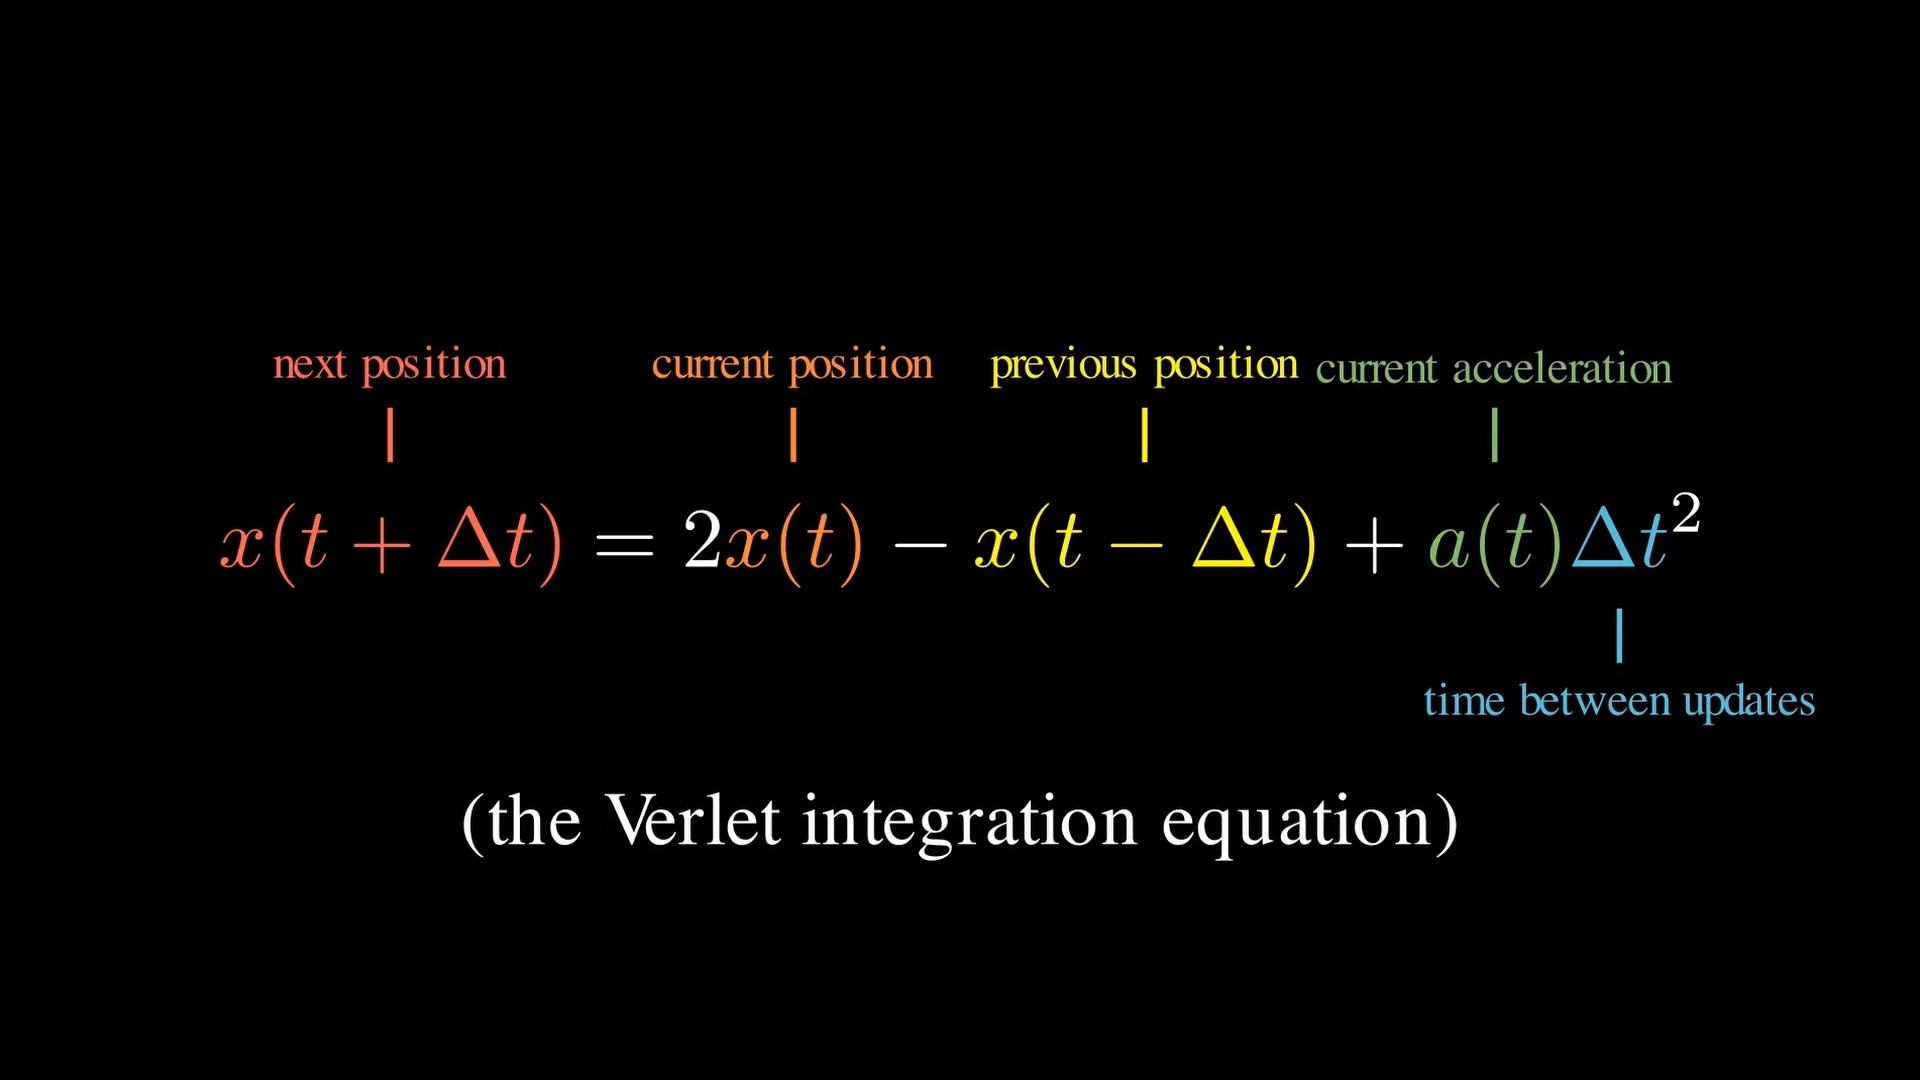 next position current position previous position current acceleration
x(t + Δt) = 2x(t) − x(t − Δt) + a(t)Δt²
time between updates
(the Verlet integration equation)